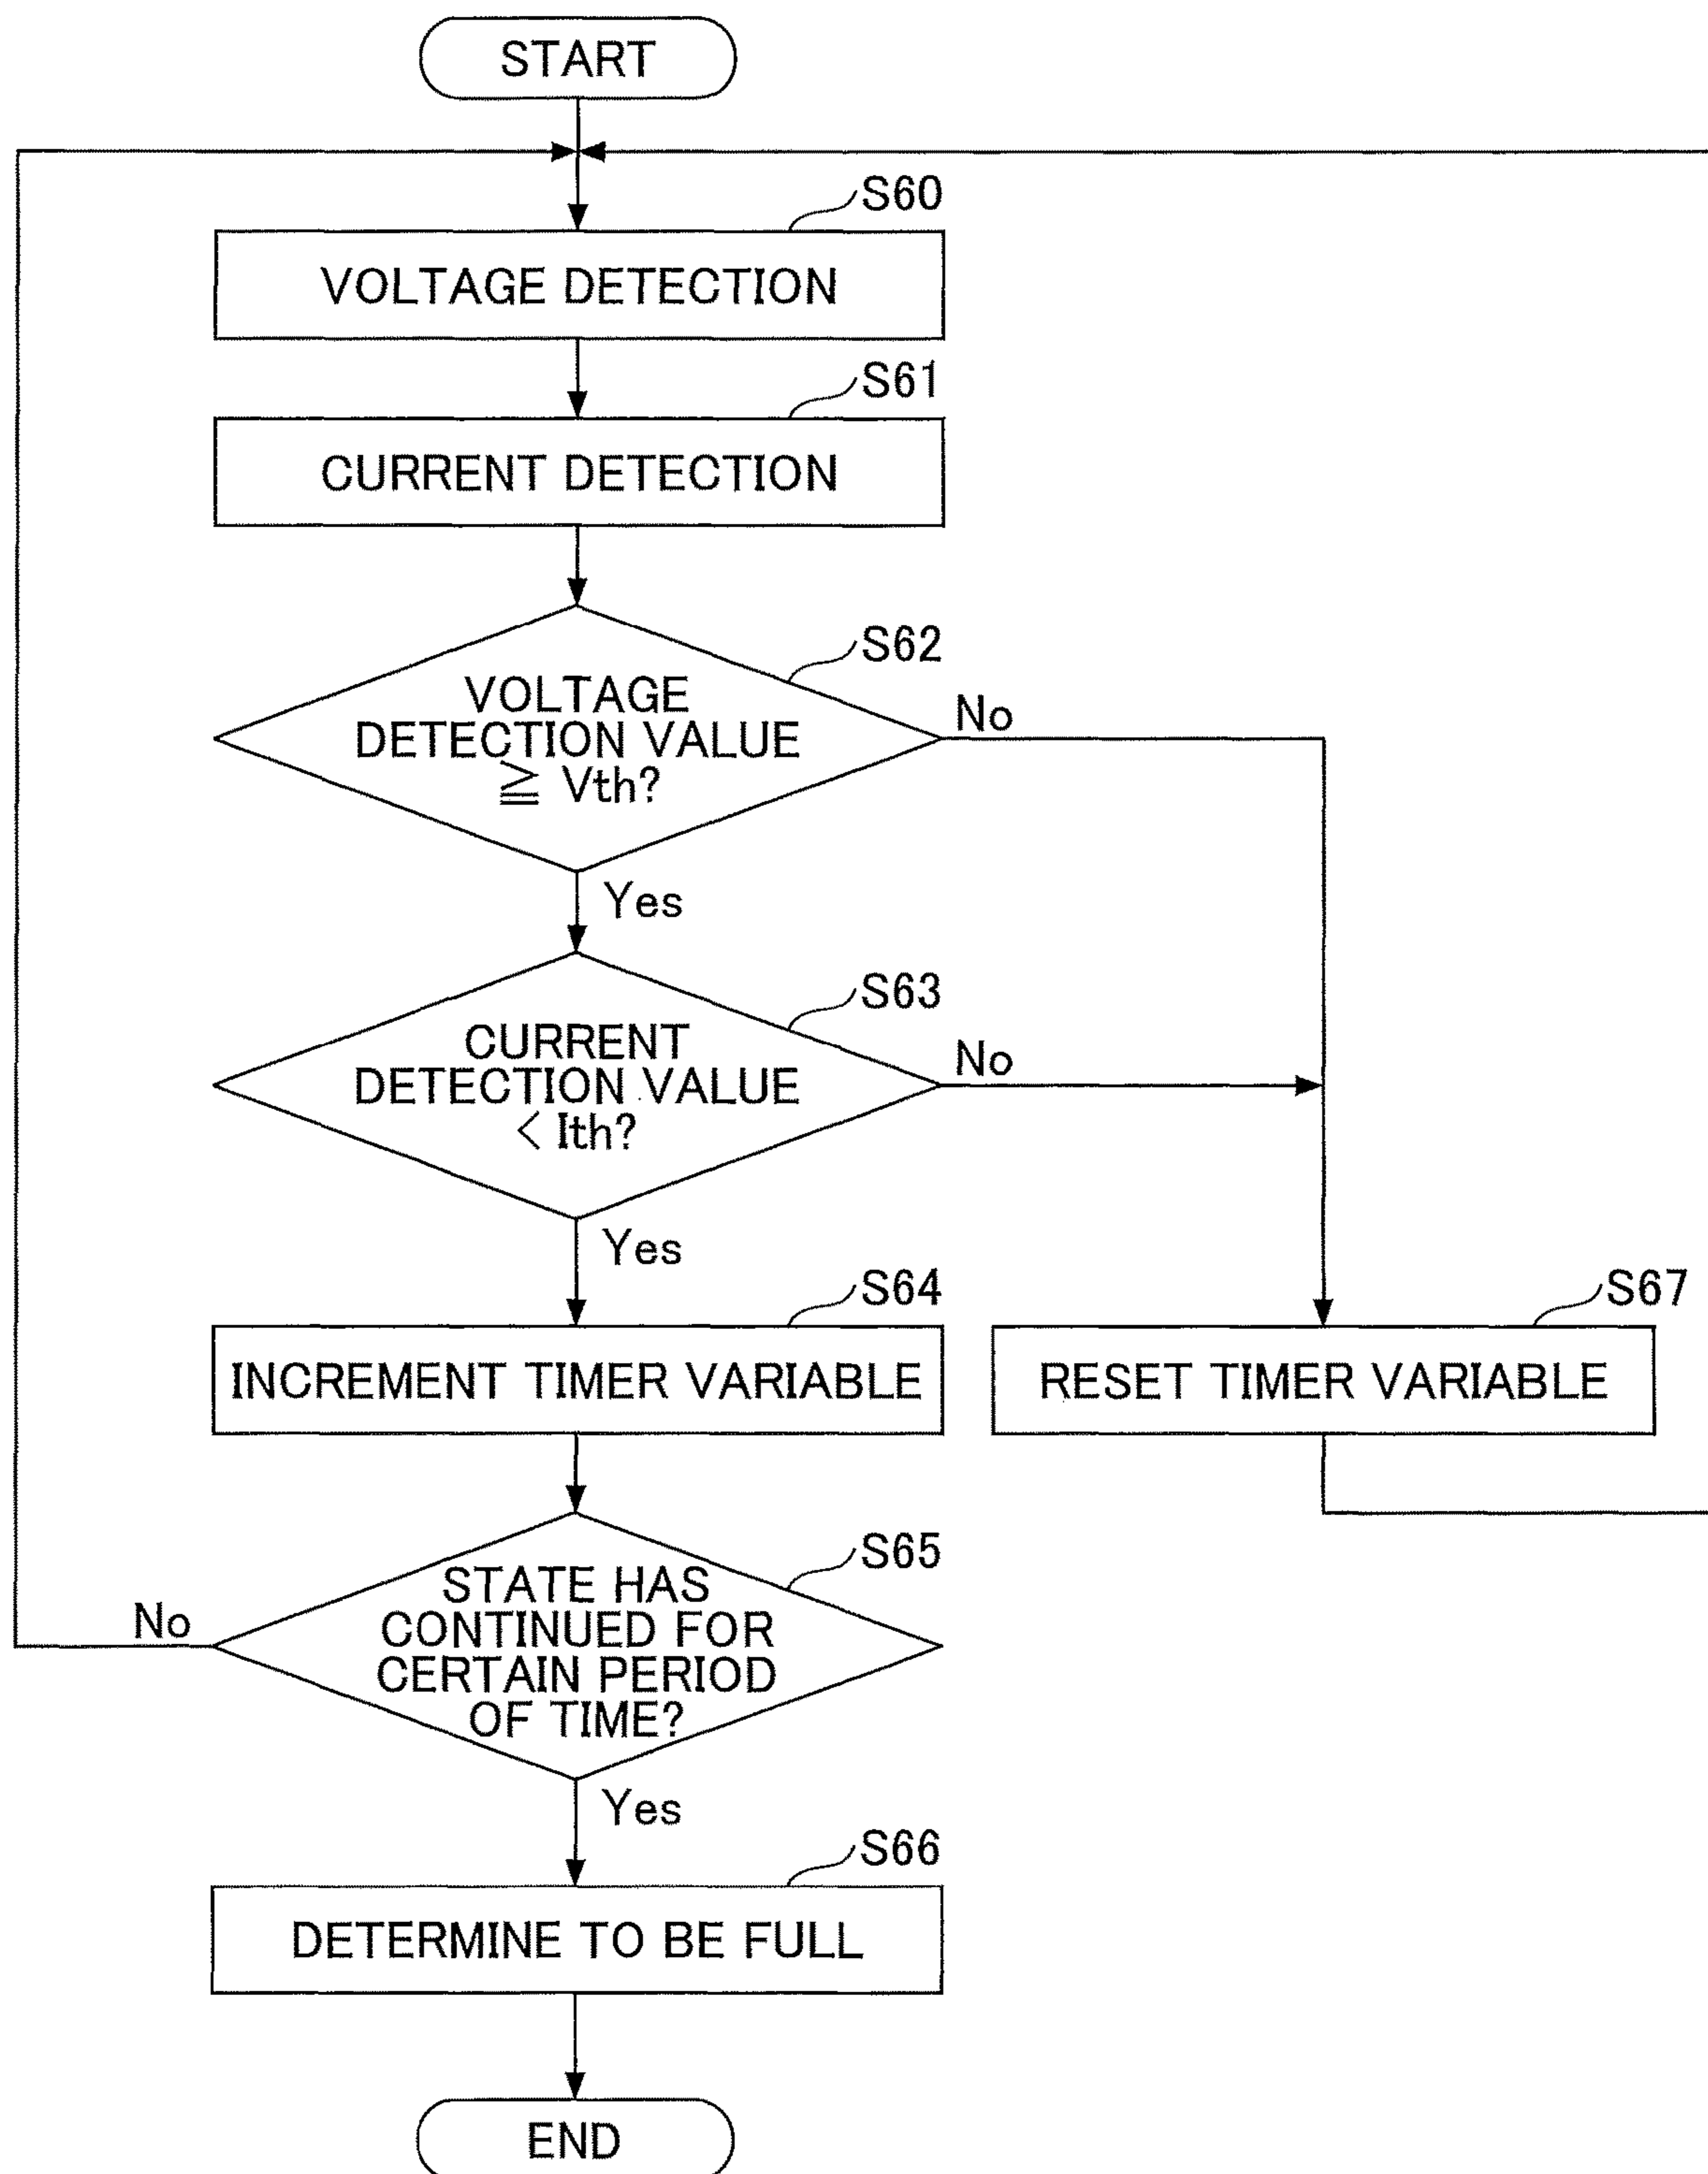 START
S60
VOLTAGE DETECTION
S61
CURRENT DETECTION
S62
VOLTAGE
DETECTION VALUE
≧ Vth?
No
Yes
S63
CURRENT
DETECTION VALUE
< Ith?
No
Yes
S64
INCREMENT TIMER VARIABLE
S67
RESET TIMER VARIABLE
S65
STATE HAS
CONTINUED FOR
CERTAIN PERIOD
OF TIME?
No
Yes
S66
DETERMINE TO BE FULL
END